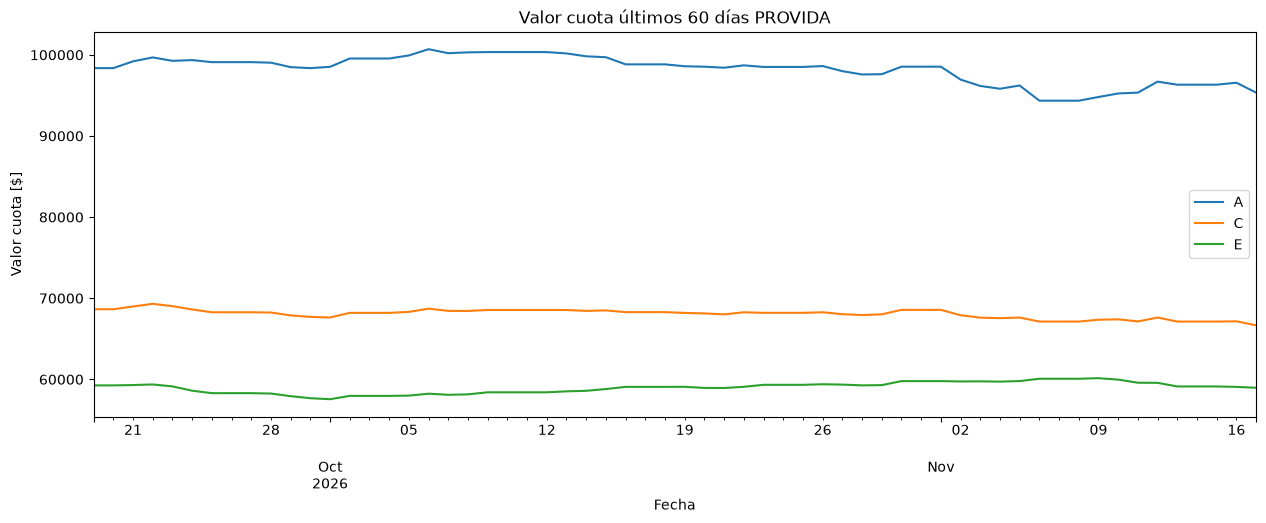 Valor cuota últimos 60 días PROVIDA
Valor cuota [$]
100000
90000
80000
70000
60000
A
C
E
21 28 05 12 19 26 02 09 16
Oct Nov
2026
Fecha